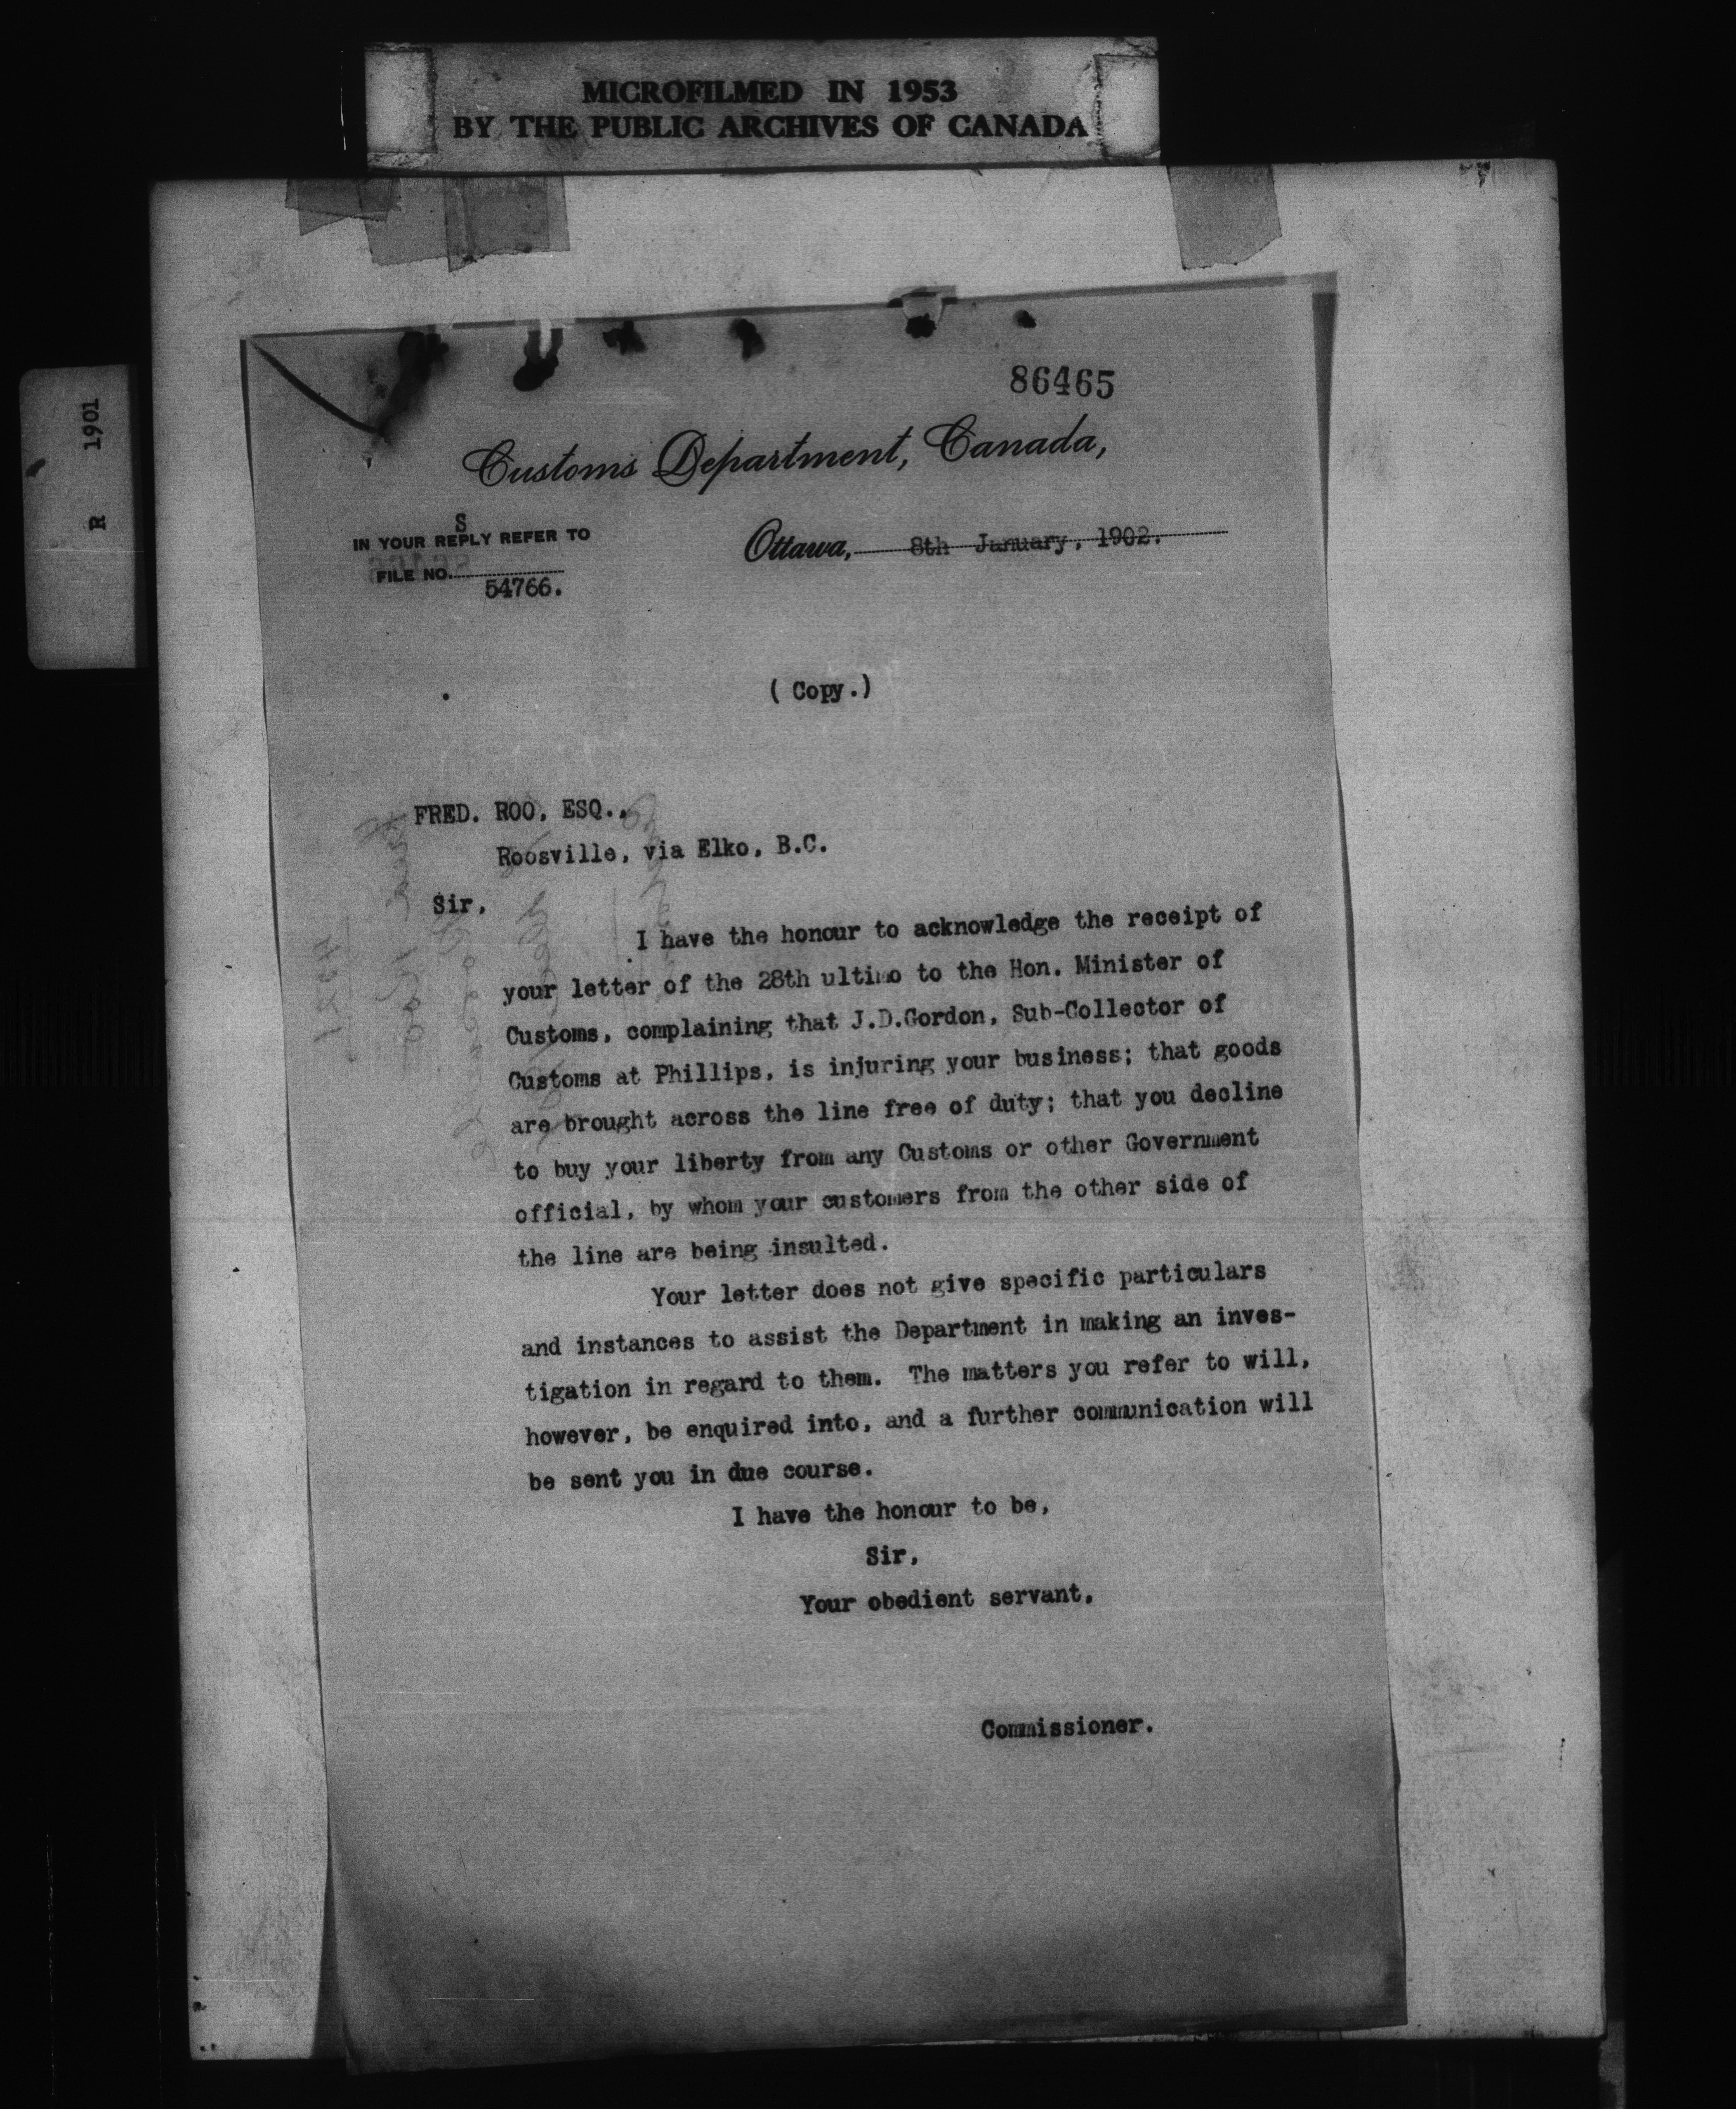 MICROFILMED IN 1953
BY THE PUBLIC ARCHIVES OF CANADA
R 1901
86465
Customs Department, Canada,
S
IN YOUR REPLY REFER TO
FILE NO.
54766.
Ottawa, 8th January, 1902.
( Copy.)
FRED. ROO, ESQ.,
Roosville, via Elko, B.C.
Sir,
I have the honour to acknowledge the receipt of
your letter of the 28th ultimo to the Hon. Minister of
Customs, complaining that J.D.Gordon, Sub-Collector of
Customs at Phillips, is injuring your business; that goods
are brought across the line free of duty; that you decline
to buy your liberty from any Customs or other Government
official, by whom your customers from the other side of
the line are being insulted.
Your letter does not give specific particulars
and instances to assist the Department in making an inves-
tigation in regard to them. The matters you refer to will,
however, be enquired into, and a further communication will
be sent you in due course.
I have the honour to be,
Sir,
Your obedient servant,
Commissioner.